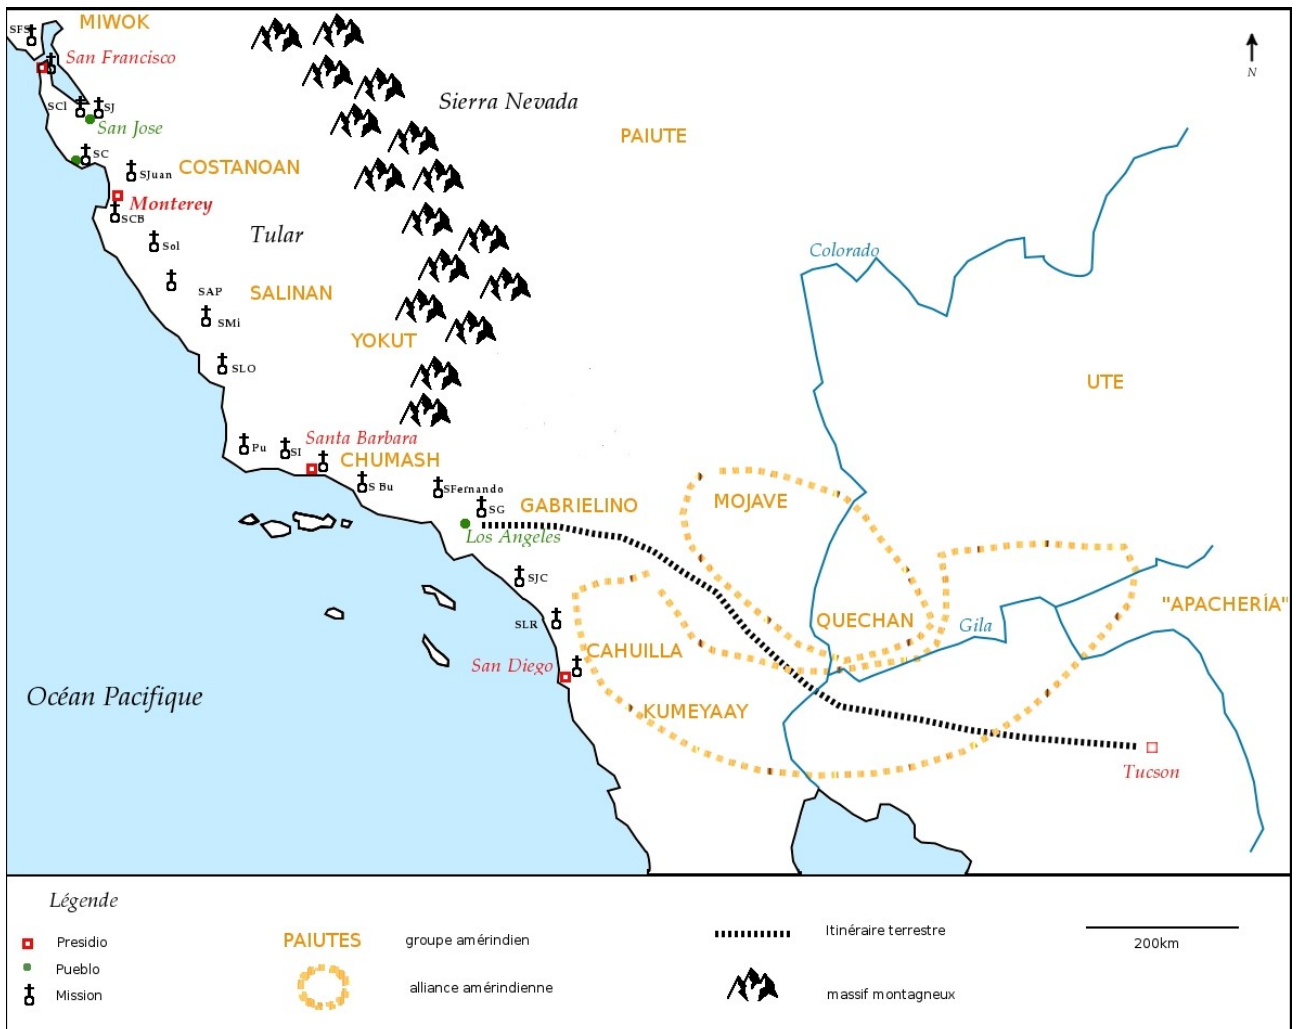 MIWOK
SFS
San Francisco
N
Sierra Nevada
SCl
SJ
San Jose
PAIUTE
SC
COSTANOAN
SJuan
Monterey
SCB
Tular
Sol
Colorado
SAP
SALINAN
SMi
YOKUT
SLO
UTE
Santa Barbara
Pu
SI
CHUMASH
S Bu
SFernando
MOJAVE
SG
GABRIELINO
Los Angeles
SJC
"APACHERÍA"
SLR
QUECHAN
Gila
CAHUILLA
San Diego
Océan Pacifique
KUMEYAAY
Tucson
Légende
Presidio
PAIUTES
groupe amérindien
Itinéraire terrestre
200km
Pueblo
Mission
alliance amérindienne
massif montagneux